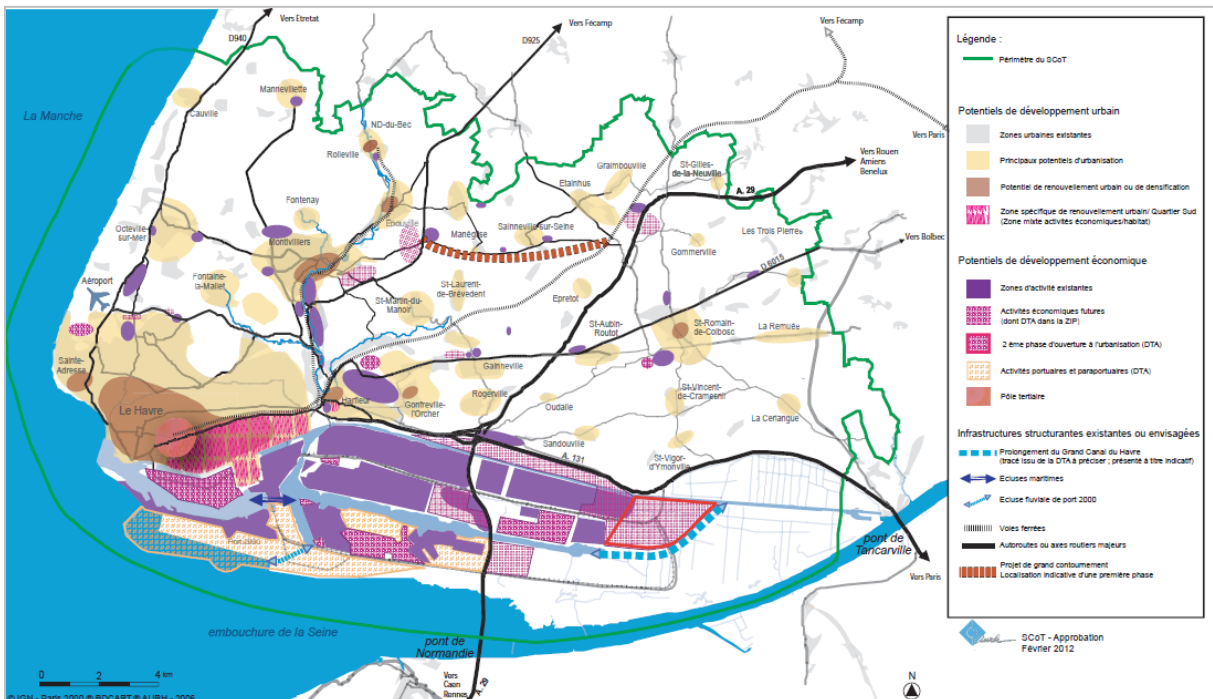 Vers Etretat
D940
Vers Fécamp
D925
Vers Fécamp
La Manche
Mannevillette
Cauville
ND-du-Bec
Rolleville
Vers Paris
Graimbouville
St-Gilles-
de-la-Neuville
Vers Rouen
Amiens
Benelux
A. 29
Etainhus
Fontenay
Octeville-
sur-Mer
Epouville
Manéglise
Sainneville-sur-Seine
Montivilliers
Les Trois Pierres
Vers Bolbec
Gommerville
D 6015
Aéroport
Fontaine-
la-Mallet
St-Laurent-
de-Brèvedent
St-Martin-du-
Manoir
Epretot
St-Aubin-
Routot
St-Romain-
de-Colbosc
La Remuée
Sainte-
Adresse
Gainneville
Le Havre
Harfleur
Gonfreville-
l'Orcher
Rogerville
Oudalle
St-Vincent-
de-Cramesnil
La Cerlangue
Sandouville
A. 131
St-Vigor-
d'Ymonville
Port 2000
pont de
Tancarville
Vers Paris
embouchure de la Seine
pont de
Normandie
Vers
Caen
Rennes
A. 29
0 2 4 km
© IGN - Paris 2000 © BDCART © AURH - 2006
N
Légende :
Périmètre du SCoT
Potentiels de développement urbain
Zones urbaines existantes
Principaux potentiels d'urbanisation
Potentiel de renouvellement urbain ou de densification
Zone spécifique de renouvellement urbain/ Quartier Sud
(Zone mixte activités économiques/habitat)
Potentiels de développement économique
Zones d'activité existantes
Activités économiques futures
(dont DTA dans la ZIP)
2 ème phase d'ouverture à l'urbanisation (DTA)
Activités portuaires et paraportuaires (DTA)
Pôle tertiaire
Infrastructures structurantes existantes ou envisagées
Prolongement du Grand Canal du Havre
(tracé issu de la DTA à préciser ; présenté à titre indicatif)
Ecluses maritimes
Ecluse fluviale de port 2000
Voies ferrées
Autoroutes ou axes routiers majeurs
Projet de grand contournement
Localisation indicative d'une première phase
SCoT - Approbation
Février 2012